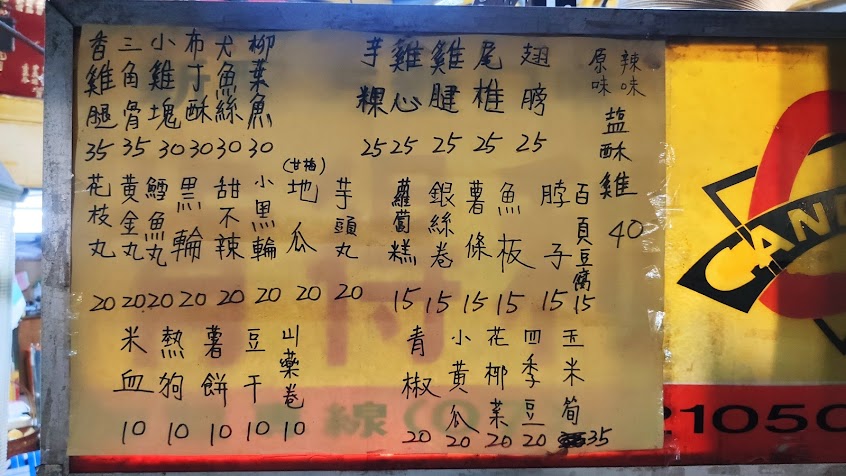 辣味
原味
塩酥雞 40
翅膀 25
尾椎 25
雞腱 25
雞心 25
芋粿 25
柳葉魚 30
犬魚絲 30
布丁酥 30
小雞塊 30
三角骨 35
香雞腿 35
百頁豆腐 15
脖子 15
魚板 15
薯條 15
銀絲卷 15
蘿蔔糕 15
芋頭丸 20
(甘梅)地瓜 20
小黑輪 20
甜不辣 20
黑輪 20
鱈魚丸 20
黃金丸 20
花枝丸 20
玉米筍 35
四季豆 20
花椰菜 20
小黃瓜 20
青椒 20
山藥卷 10
豆干 10
薯餅 10
熱狗 10
米血 10
CAN
線
21050